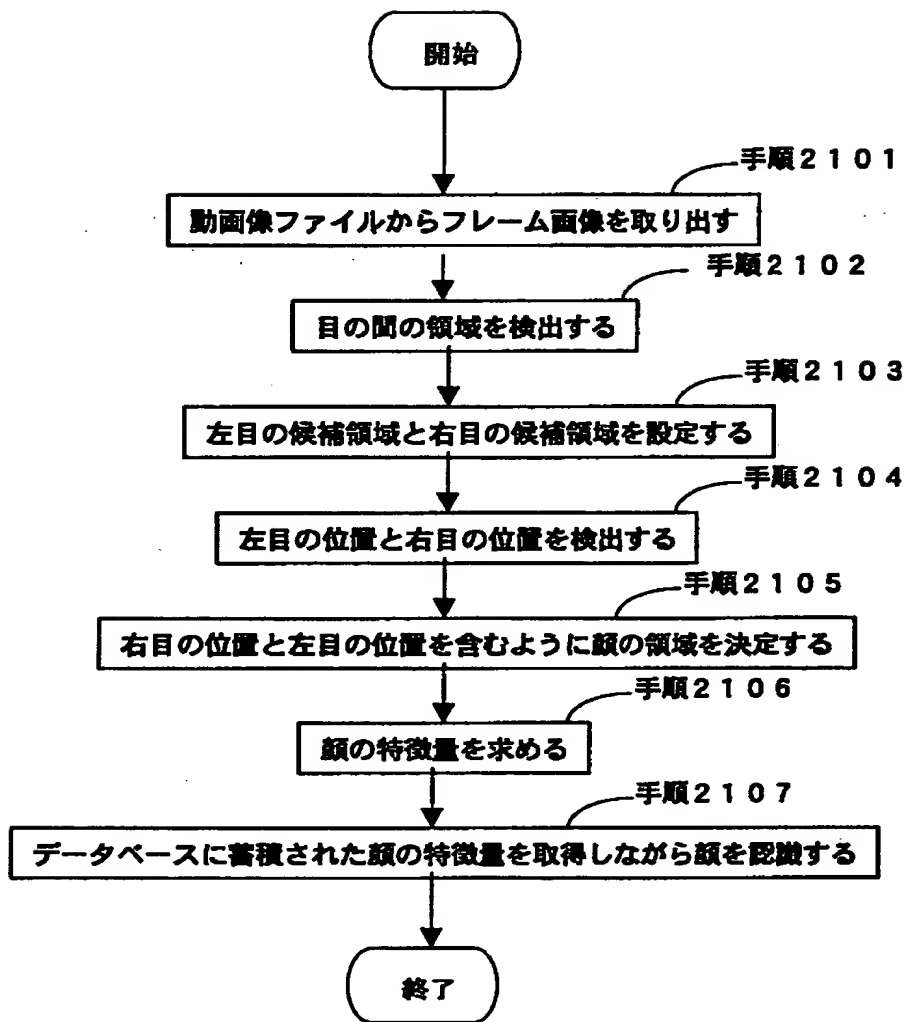 開始
手順2101
動画像ファイルからフレーム画像を取り出す
手順2102
目の間の領域を検出する
手順2103
左目の候補領域と右目の候補領域を設定する
手順2104
左目の位置と右目の位置を検出する
手順2105
右目の位置と左目の位置を含むように顔の領域を決定する
手順2106
顔の特徴量を求める
手順2107
データベースに蓄積された顔の特徴量を取得しながら顔を認識する
終了